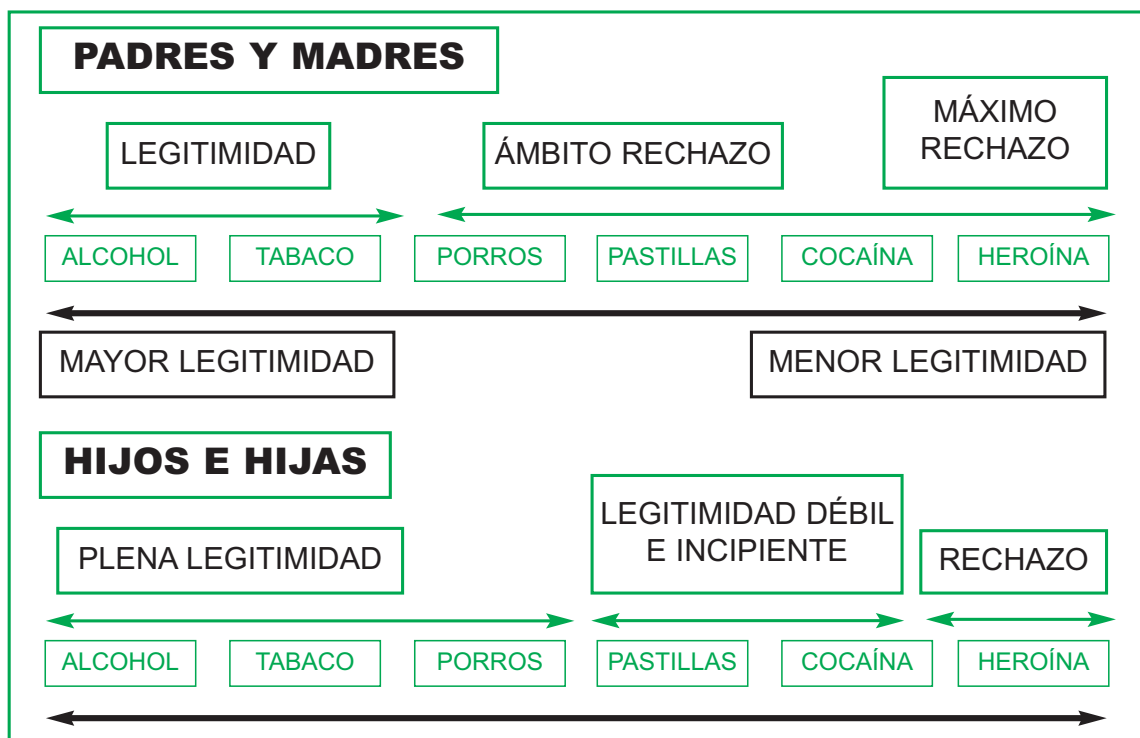 PADRES Y MADRES
LEGITIMIDAD
ÁMBITO RECHAZO
MÁXIMO
RECHAZO
ALCOHOL
TABACO
PORROS
PASTILLAS
COCAÍNA
HEROÍNA
MAYOR LEGITIMIDAD
MENOR LEGITIMIDAD
HIJOS E HIJAS
PLENA LEGITIMIDAD
LEGITIMIDAD DÉBIL
E INCIPIENTE
RECHAZO
ALCOHOL
TABACO
PORROS
PASTILLAS
COCAÍNA
HEROÍNA